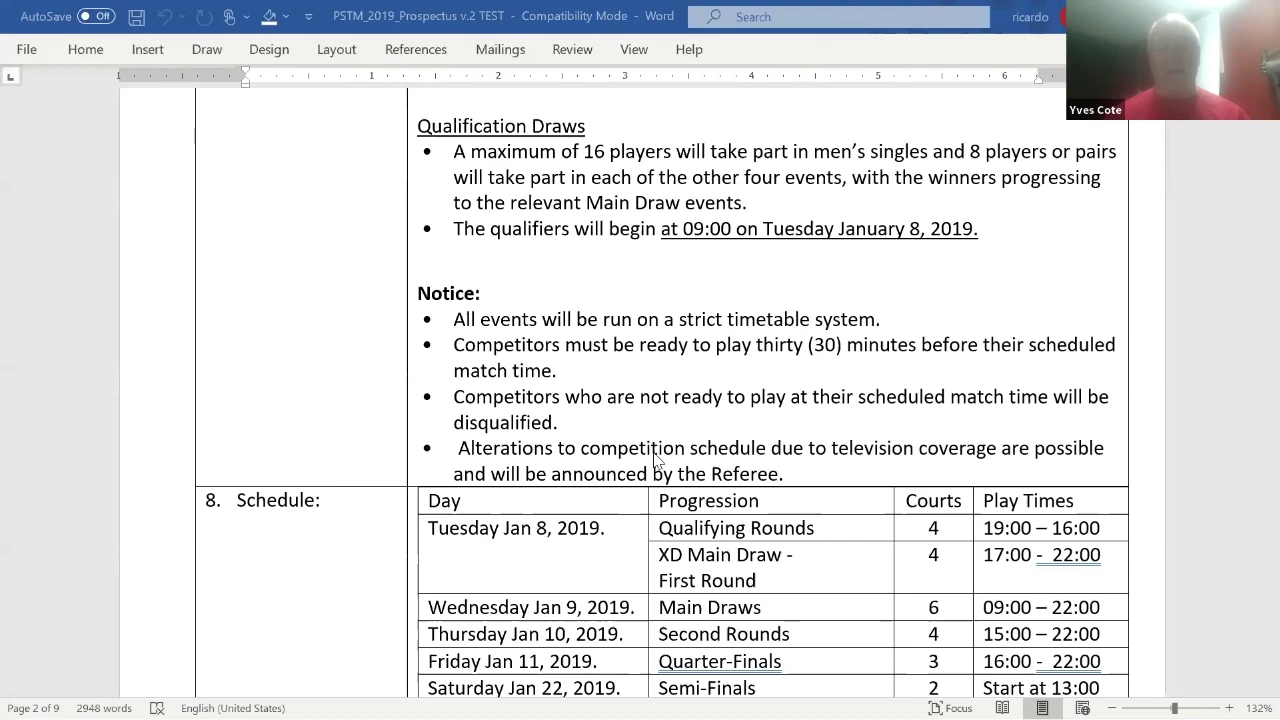 AutoSave Off
PSTM_2019_Prospectus v.2 TEST - Compatibility Mode - Word
Search
ricardo
File Home Insert Draw Design Layout References Mailings Review View Help
1 1 2 3 4 5 6
Yves Cote
Qualification Draws
• A maximum of 16 players will take part in men’s singles and 8 players or pairs
will take part in each of the other four events, with the winners progressing
to the relevant Main Draw events.
• The qualifiers will begin at 09:00 on Tuesday January 8, 2019.
Notice:
• All events will be run on a strict timetable system.
• Competitors must be ready to play thirty (30) minutes before their scheduled
match time.
• Competitors who are not ready to play at their scheduled match time will be
disqualified.
• Alterations to competition schedule due to television coverage are possible
and will be announced by the Referee.
8. Schedule:
Day Progression Courts Play Times
Tuesday Jan 8, 2019. Qualifying Rounds 4 19:00 – 16:00
XD Main Draw - 4 17:00 - 22:00
First Round
Wednesday Jan 9, 2019. Main Draws 6 09:00 – 22:00
Thursday Jan 10, 2019. Second Rounds 4 15:00 – 22:00
Friday Jan 11, 2019. Quarter-Finals 3 16:00 - 22:00
Saturday Jan 22, 2019. Semi-Finals 2 Start at 13:00
Page 2 of 9 2948 words English (United States) Focus 132%